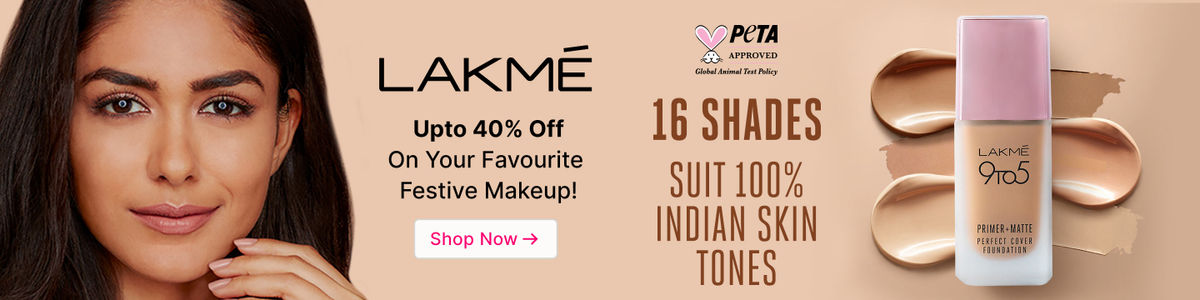 LAKMÉ
Upto 40% Off
On Your Favourite
Festive Makeup!
Shop Now →
PeTA
APPROVED
Global Animal Test Policy
16 SHADES
SUIT 100%
INDIAN SKIN
TONES
LAKMÉ
9TO5
PRIMER+MATTE
PERFECT COVER
FOUNDATION